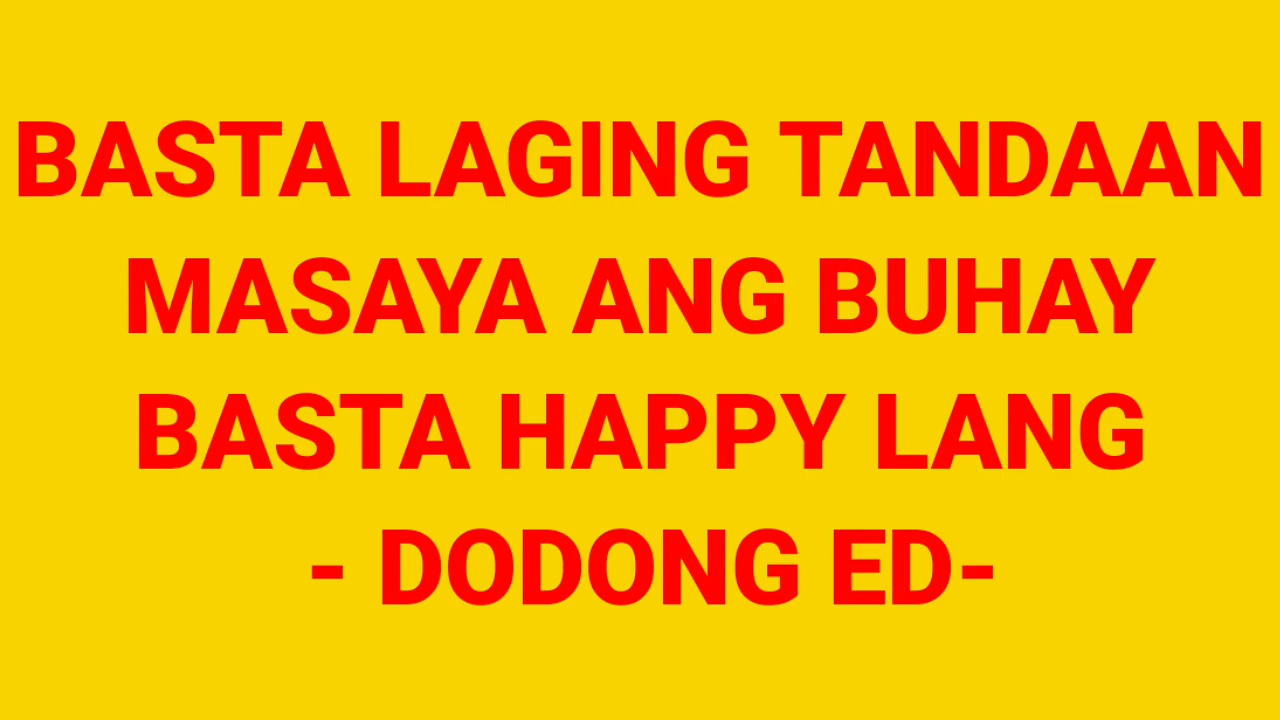 BASTA LAGING TANDAAN
MASAYA ANG BUHAY
BASTA HAPPY LANG
- DODONG ED-